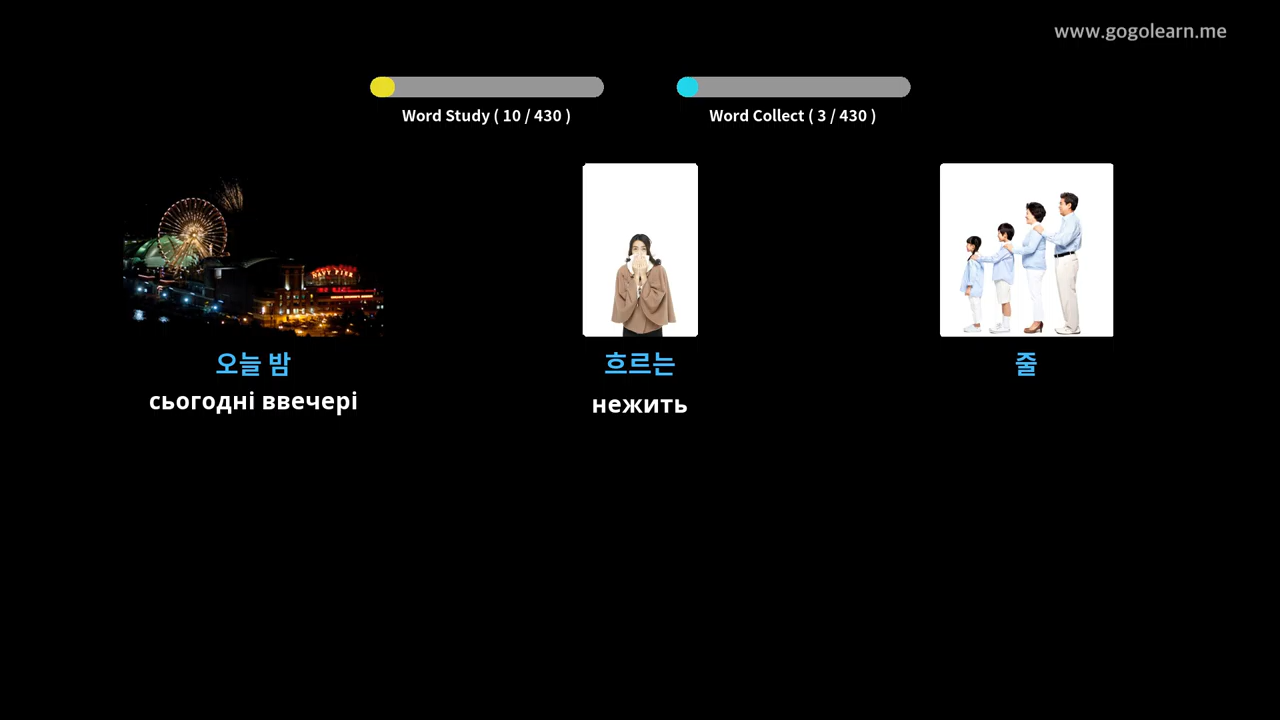 www.gogolearn.me
Word Study ( 10 / 430 )
Word Collect ( 3 / 430 )
오늘 밤
сьогодні ввечері
흐르는
нежить
줄